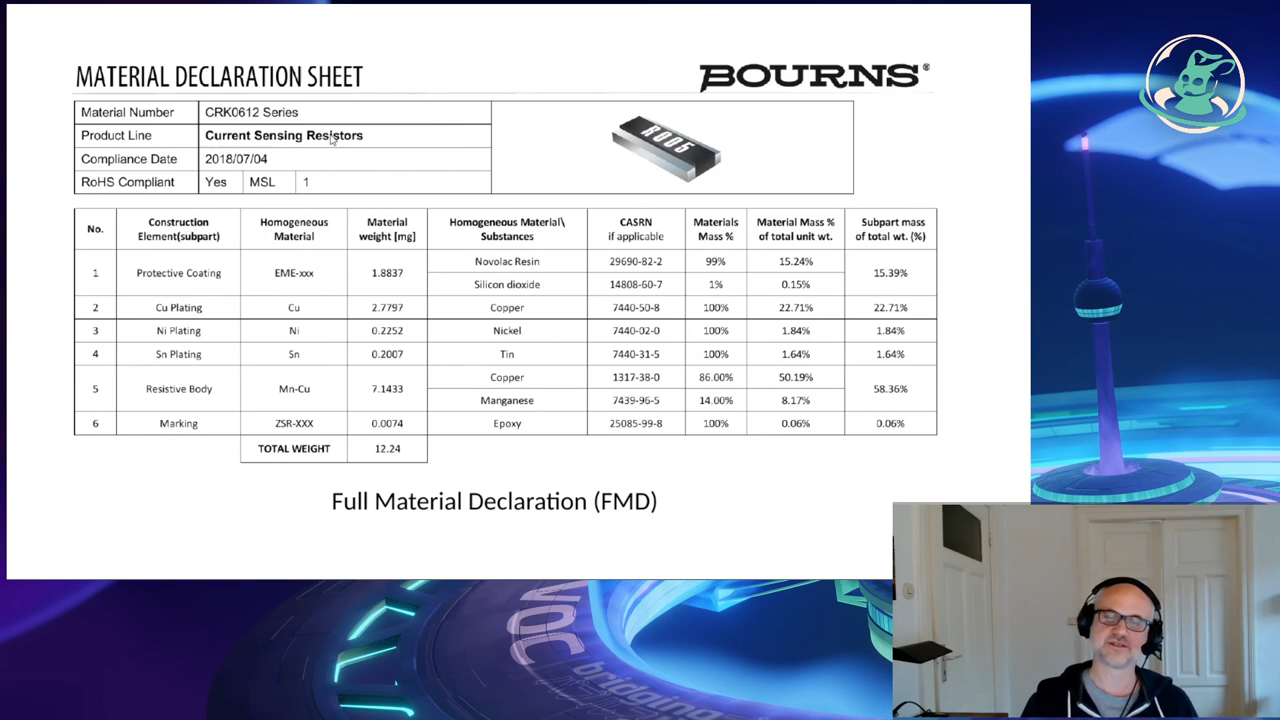 MATERIAL DECLARATION SHEET
BOURNS®
Material Number CRK0612 Series
Product Line Current Sensing Resistors
Compliance Date 2018/07/04
RoHS Compliant Yes MSL 1
R005
No. Construction Element(subpart) Homogeneous Material Material weight [mg] Homogeneous Material\ Substances CASRN if applicable Materials Mass % Material Mass % of total unit wt. Subpart mass of total wt. (%)
1 Protective Coating EME-xxx 1.8837 Novolac Resin 29690-82-2 99% 15.24% 15.39%
Silicon dioxide 14808-60-7 1% 0.15%
2 Cu Plating Cu 2.7797 Copper 7440-50-8 100% 22.71% 22.71%
3 Ni Plating Ni 0.2252 Nickel 7440-02-0 100% 1.84% 1.84%
4 Sn Plating Sn 0.2007 Tin 7440-31-5 100% 1.64% 1.64%
5 Resistive Body Mn-Cu 7.1433 Copper 1317-38-0 86.00% 50.19% 58.36%
Manganese 7439-96-5 14.00% 8.17%
6 Marking ZSR-XXX 0.0074 Epoxy 25085-99-8 100% 0.06% 0.06%
TOTAL WEIGHT 12.24
Full Material Declaration (FMD)
VOC
bridging